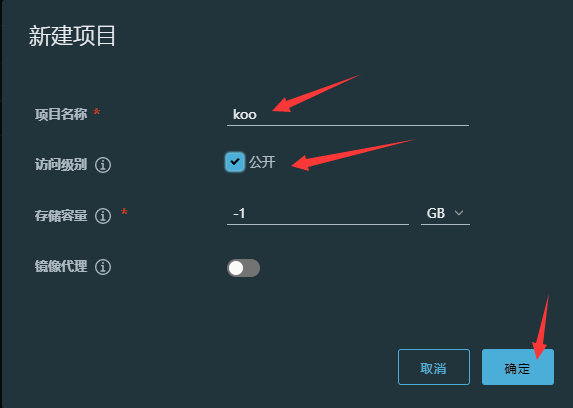 新建项目
项目名称 *
koo
访问级别
公开
存储容量 *
-1 GB
镜像代理
取消 确定